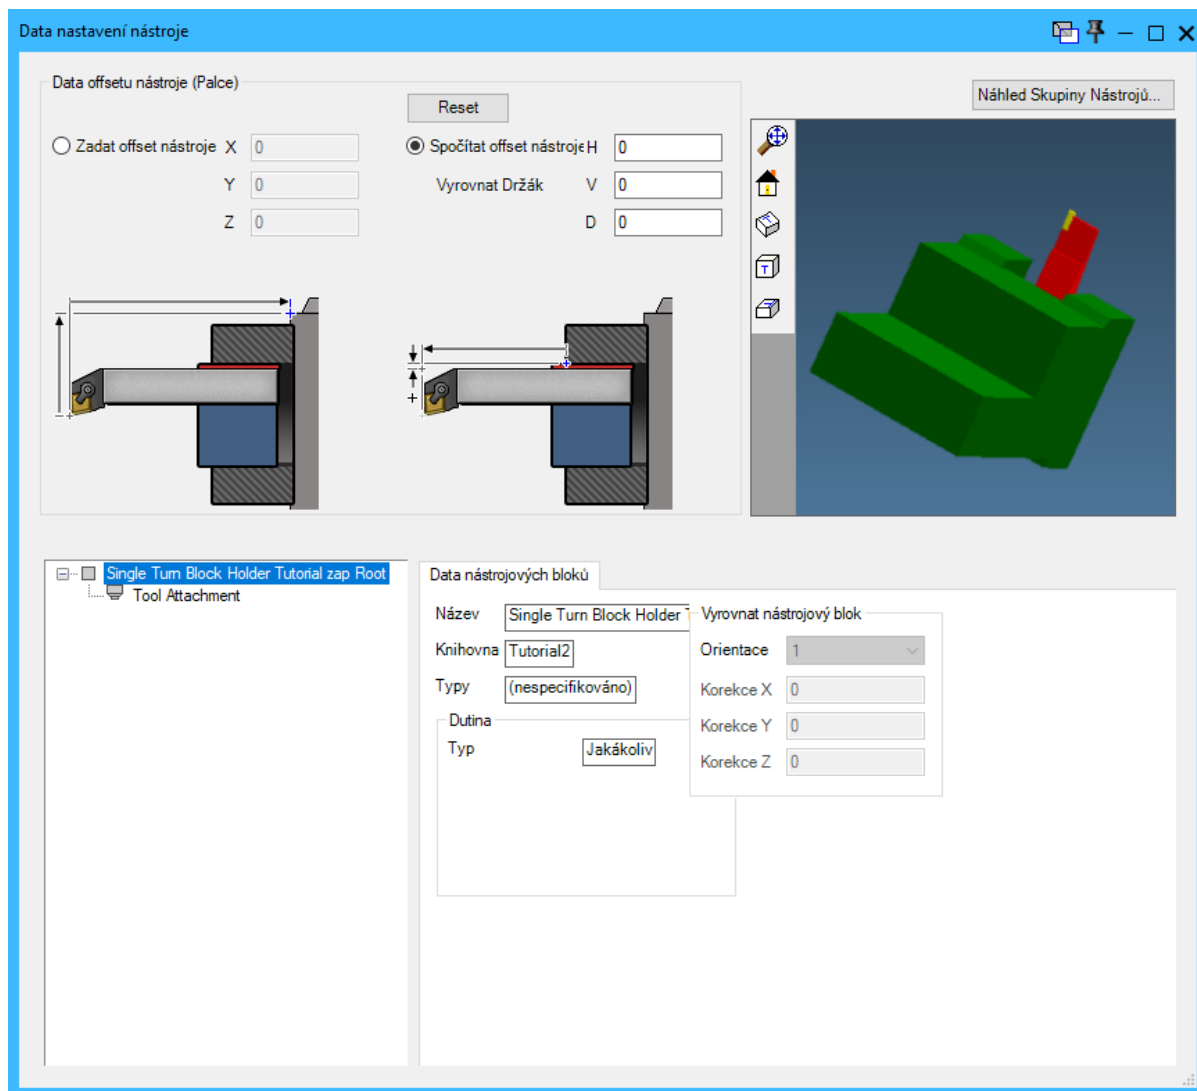 Data nastavení nástroje
Data offsetu nástroje (Palce)
Reset
Náhled Skupiny Nástrojů...
Zadat offset nástroje X 0
Spočítat offset nástroje H 0
Y 0
Vyrovnat Držák V 0
Z 0
D 0
T
Single Turn Block Holder Tutorial zap Root
Tool Attachment
Data nástrojových bloků
Název Single Turn Block Holder
Vyrovnat nástrojový blok
Knihovna Tutorial2
Orientace 1
Typy (nespecifikováno)
Korekce X 0
Dutina
Korekce Y 0
Typ Jakákoliv
Korekce Z 0